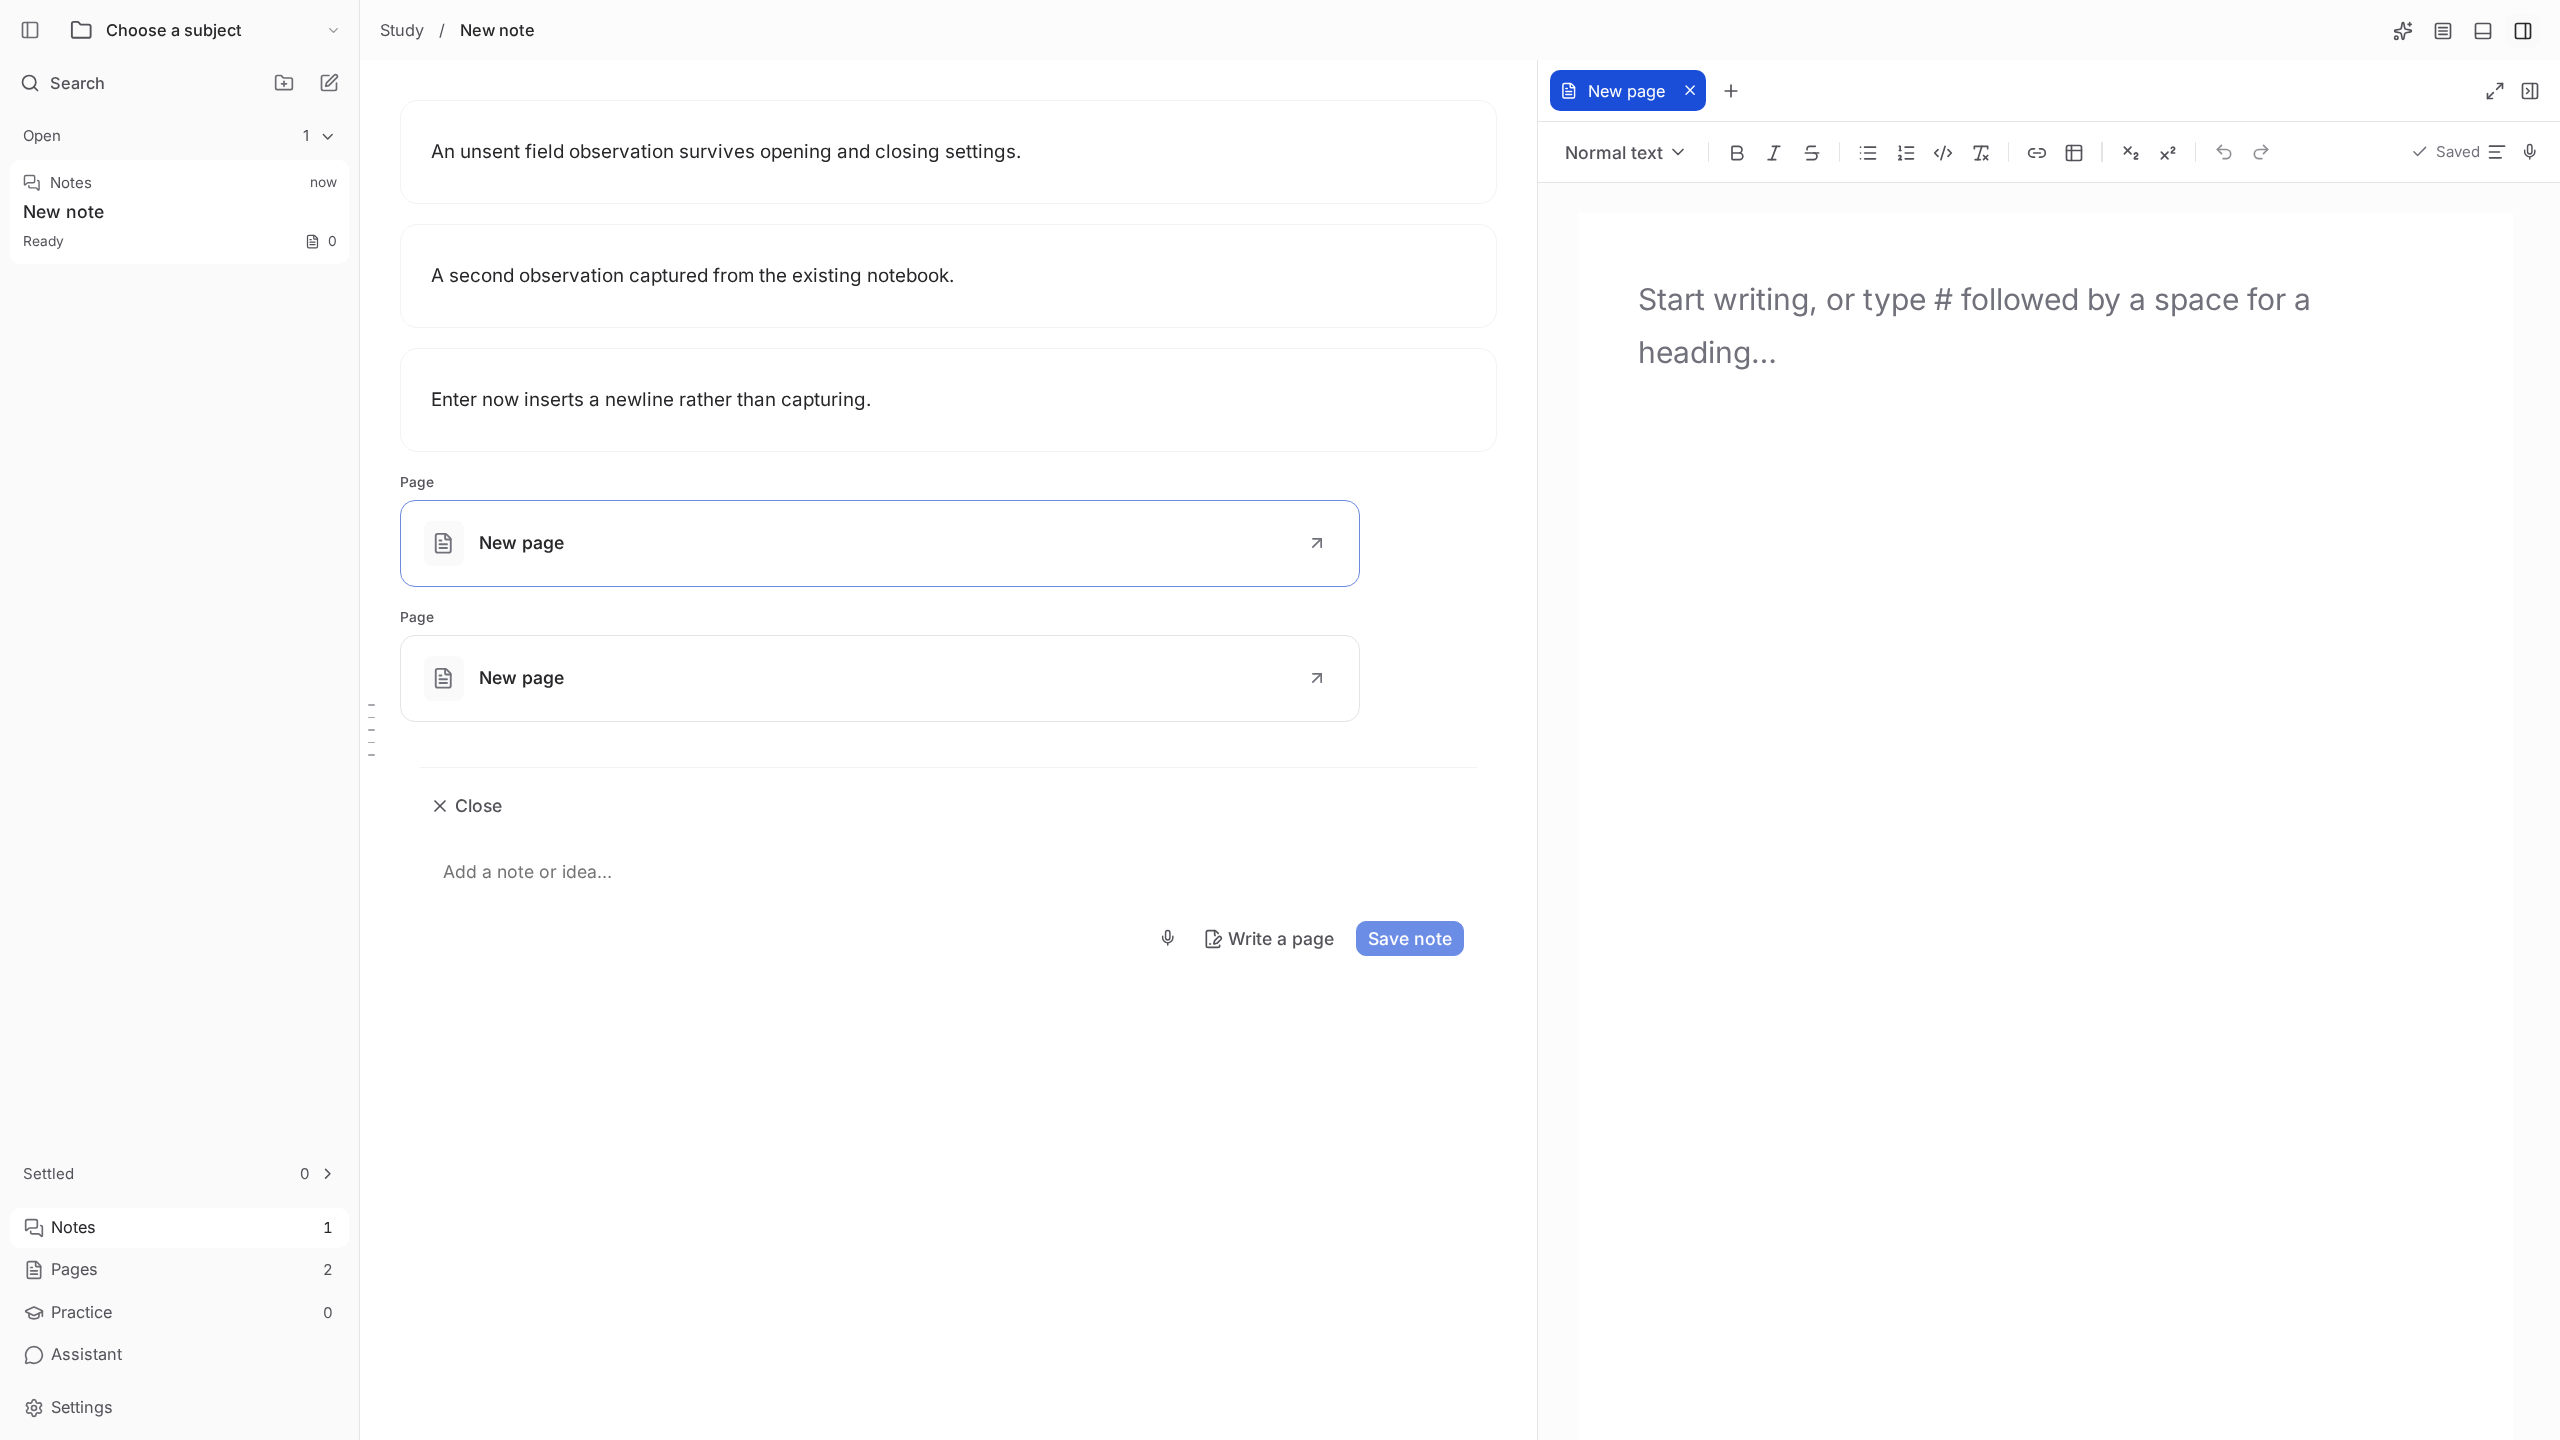 Choose a subject
Search
Open 1
Notes now
New note
Ready 0
Settled 0
Notes 1
Pages 2
Practice 0
Assistant
Settings
Study / New note
An unsent field observation survives opening and closing settings.
A second observation captured from the existing notebook.
Enter now inserts a newline rather than capturing.
Page
New page
Page
New page
Close
Add a note or idea...
Write a page Save note
New page
Normal text Saved
Start writing, or type # followed by a space for a
heading...